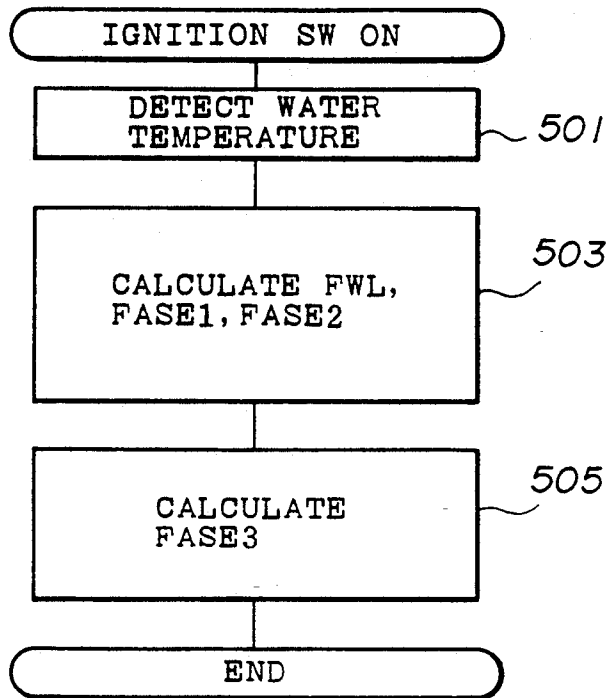 IGNITION SW ON
DETECT WATER
TEMPERATURE
501
CALCULATE FWL,
FASE1, FASE2
503
CALCULATE
FASE3
505
END